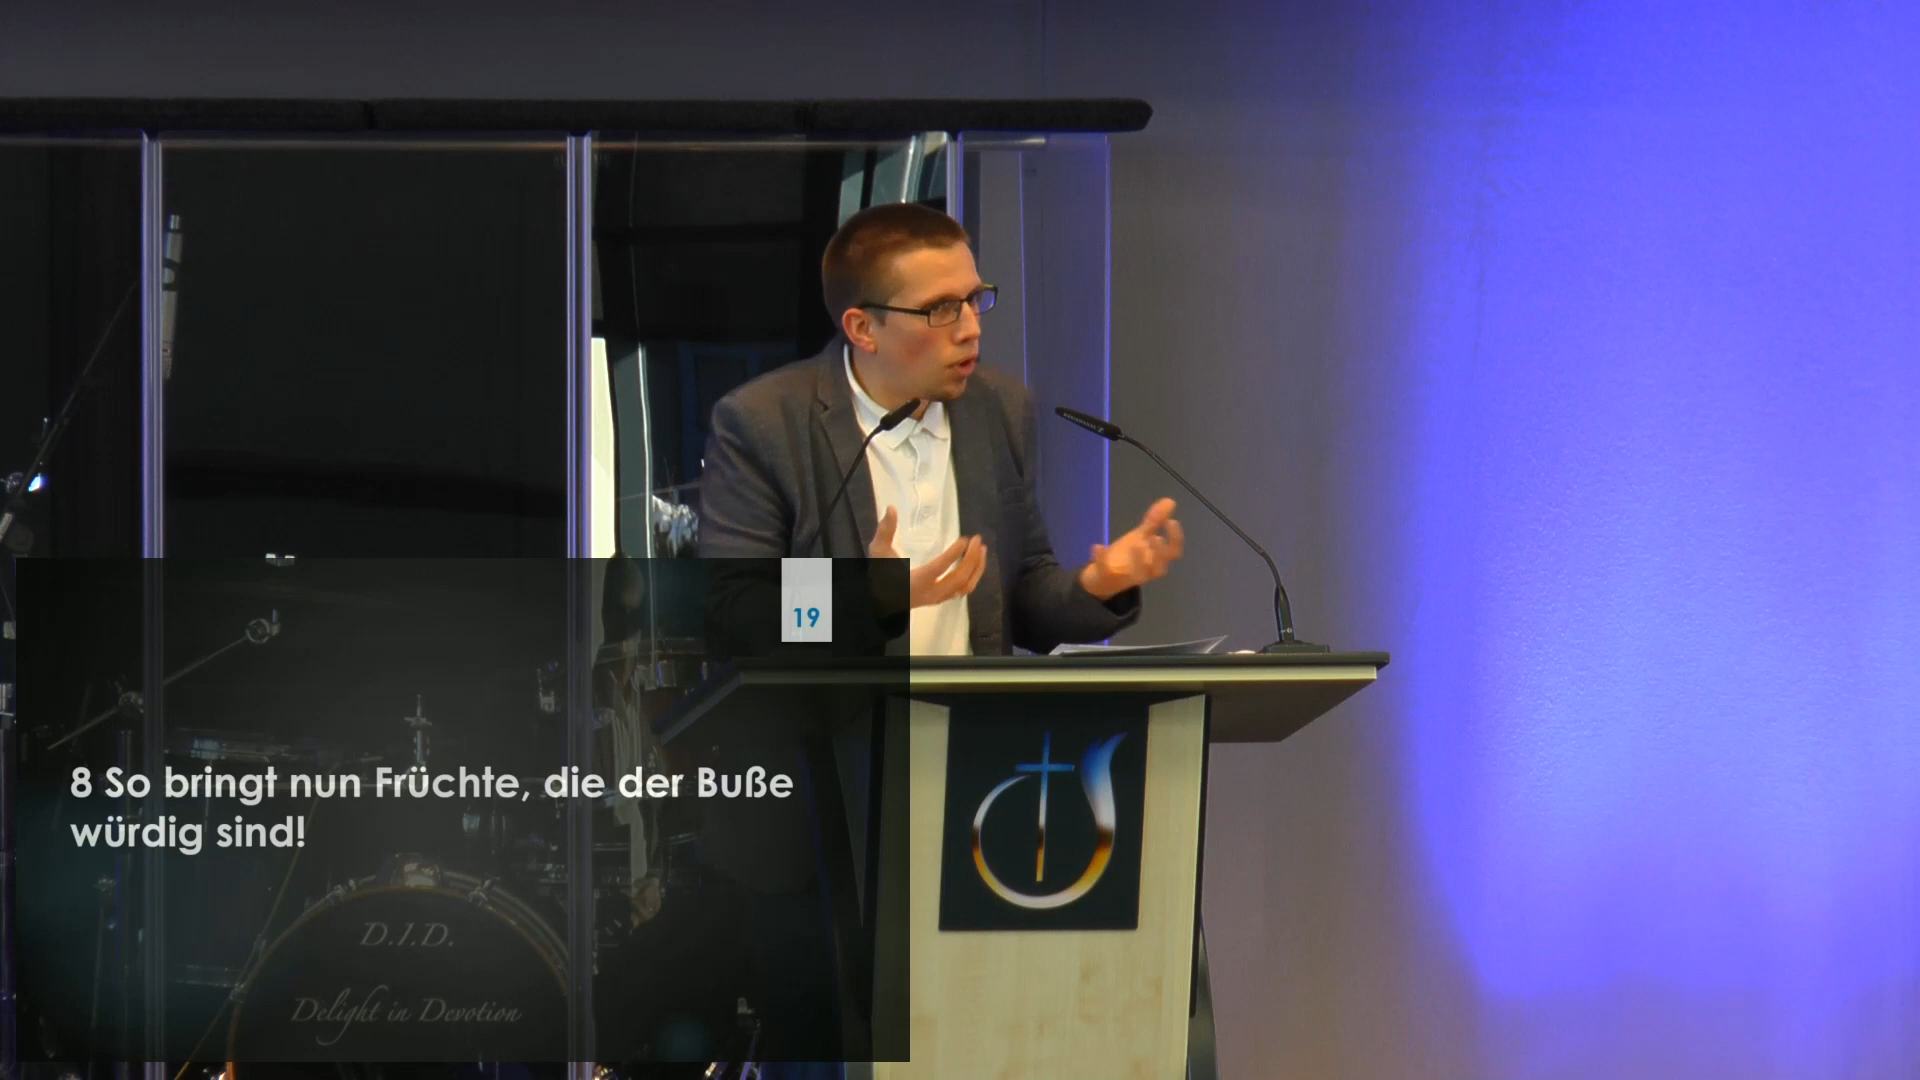 19
8 So bringt nun Früchte, die der Buße
würdig sind!
D.I.D.
Delight in Devotion